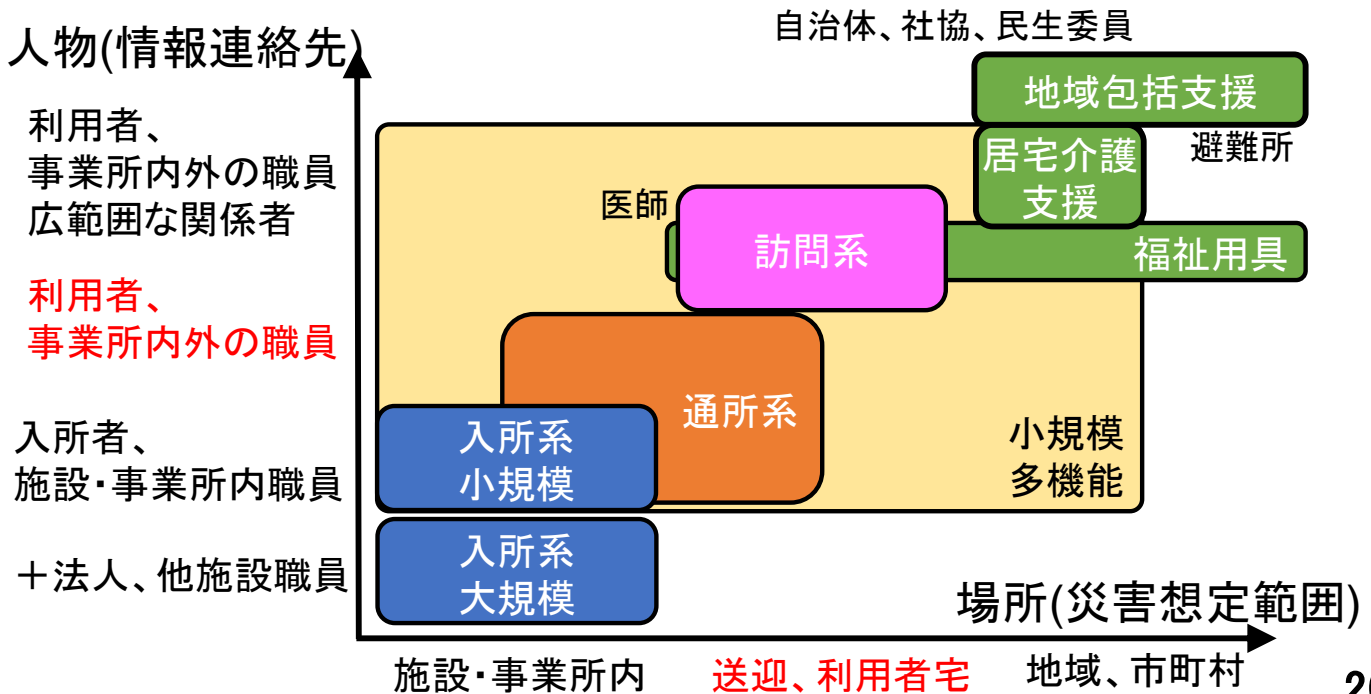 自治体、社協、民生委員
人物(情報連絡先)
地域包括支援
利用者、
事業所内外の職員
広範囲な関係者
居宅介護
支援
避難所
医師
訪問系
福祉用具
利用者、
事業所内外の職員
通所系
入所者、
施設・事業所内職員
入所系
小規模
小規模
多機能
+法人、他施設職員
入所系
大規模
場所(災害想定範囲)
施設・事業所内
送迎、利用者宅
地域、市町村